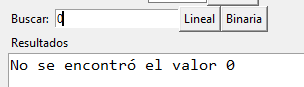 Buscar: 0 Lineal Binaria
Resultados
No se encontró el valor 0